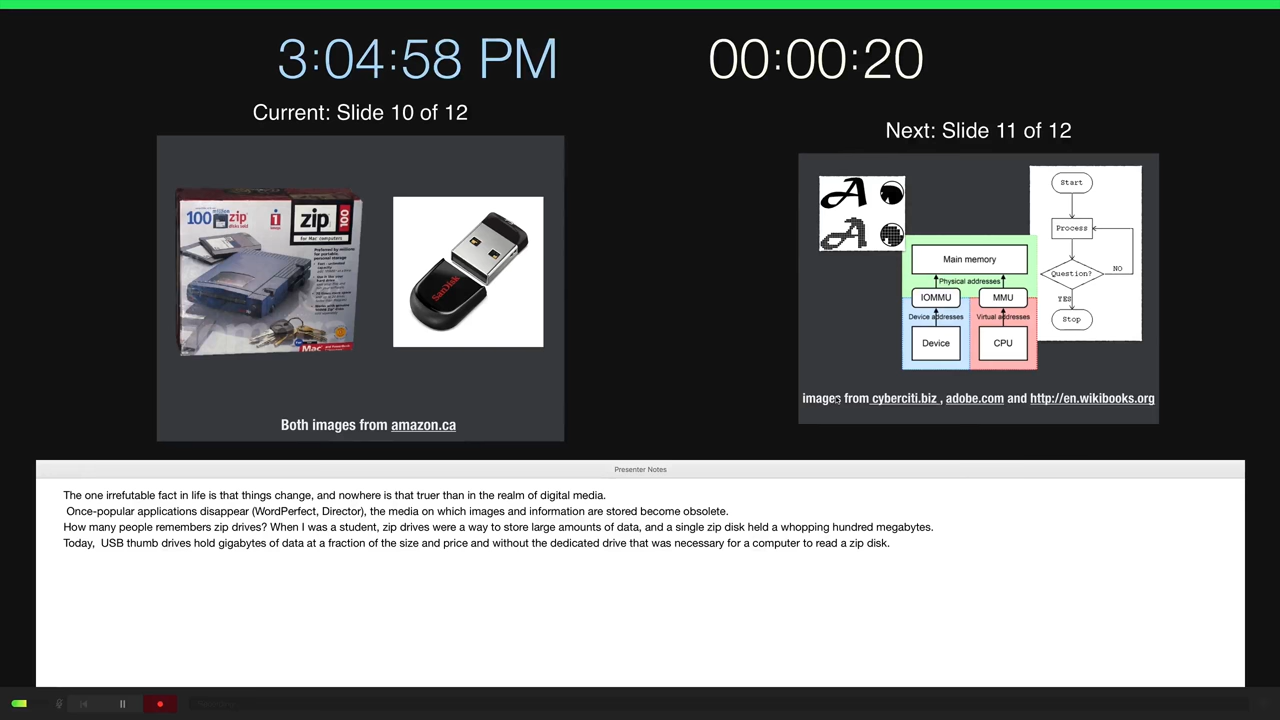 3:04:58 PM
00:00:20
Current: Slide 10 of 12
Next: Slide 11 of 12
100 zip
zip 100
for Mac computers
Mac
SanDisk
Both images from amazon.ca
A
A
Start
Process
Question?
NO
YES
Stop
Main memory
Physical addresses
IOMMU
MMU
Device addresses
Virtual addresses
Device
CPU
images from cyberciti.biz , adobe.com and http://en.wikibooks.org
Presenter Notes
The one irrefutable fact in life is that things change, and nowhere is that truer than in the realm of digital media.
Once-popular applications disappear (WordPerfect, Director), the media on which images and information are stored become obsolete.
How many people remembers zip drives? When I was a student, zip drives were a way to store large amounts of data, and a single zip disk held a whopping hundred megabytes.
Today, USB thumb drives hold gigabytes of data at a fraction of the size and price and without the dedicated drive that was necessary for a computer to read a zip disk.